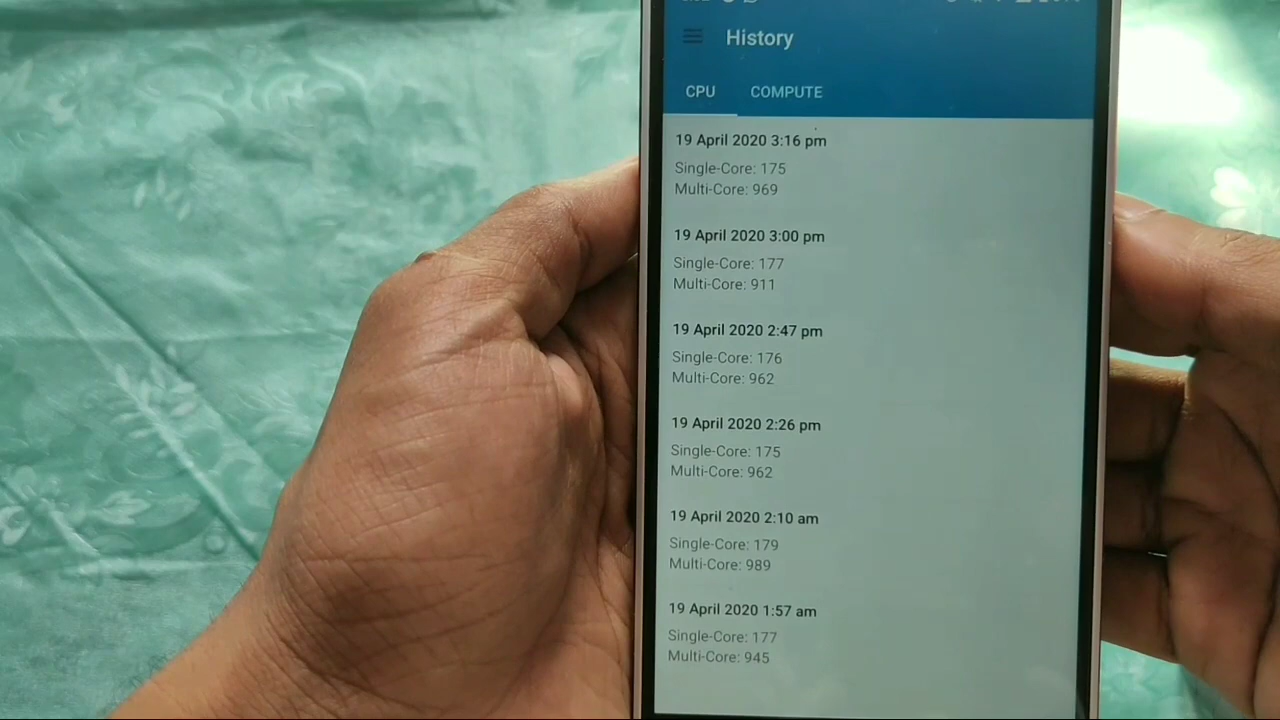 History
CPU COMPUTE
19 April 2020 3:16 pm
Single-Core: 175
Multi-Core: 969
19 April 2020 3:00 pm
Single-Core: 177
Multi-Core: 911
19 April 2020 2:47 pm
Single-Core: 176
Multi-Core: 962
19 April 2020 2:26 pm
Single-Core: 175
Multi-Core: 962
19 April 2020 2:10 am
Single-Core: 179
Multi-Core: 989
19 April 2020 1:57 am
Single-Core: 177
Multi-Core: 945